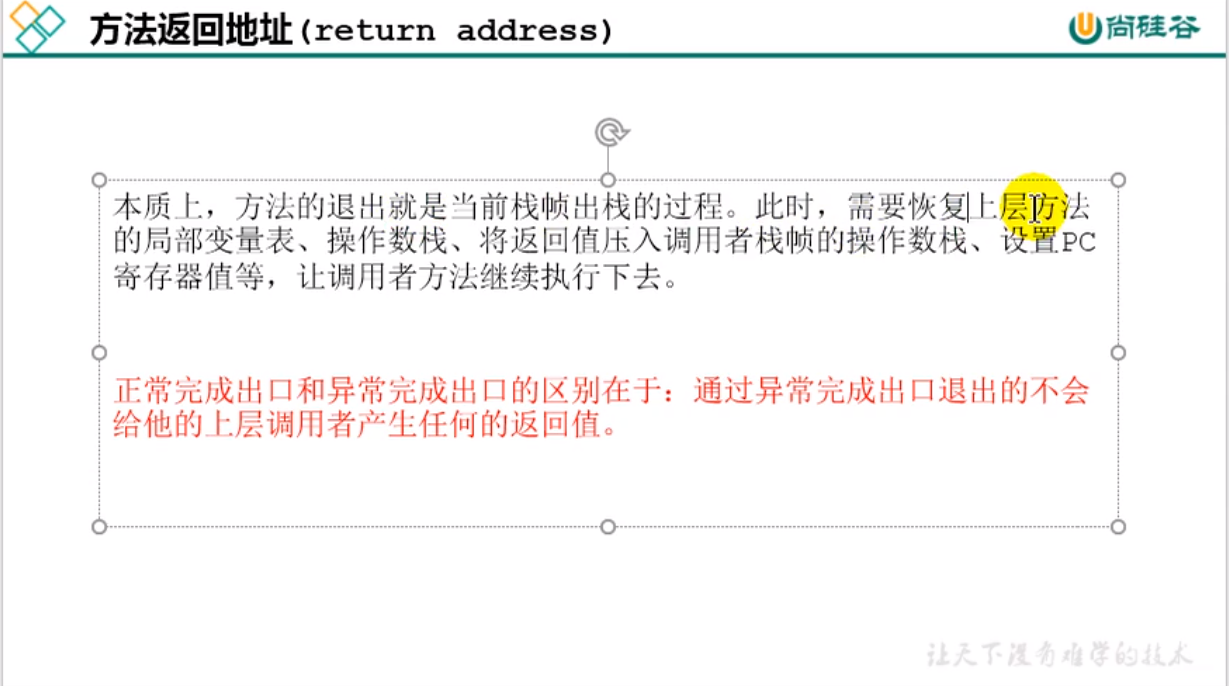 方法返回地址(return address)
尚硅谷
本质上，方法的退出就是当前栈帧出栈的过程。此时，需要恢复上层方法
的局部变量表、操作数栈、将返回值压入调用者栈帧的操作数栈、设置PC
寄存器值等，让调用者方法继续执行下去。
正常完成出口和异常完成出口的区别在于：通过异常完成出口退出的不会
给他的上层调用者产生任何的返回值。
让天下没有难学的技术